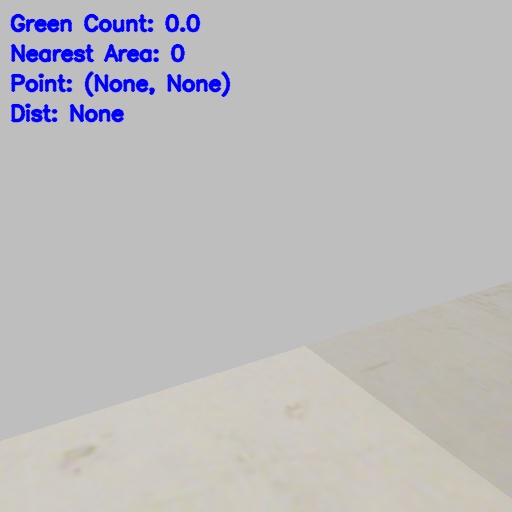 Green Count: 0.0
Nearest Area: 0
Point: (None, None)
Dist: None